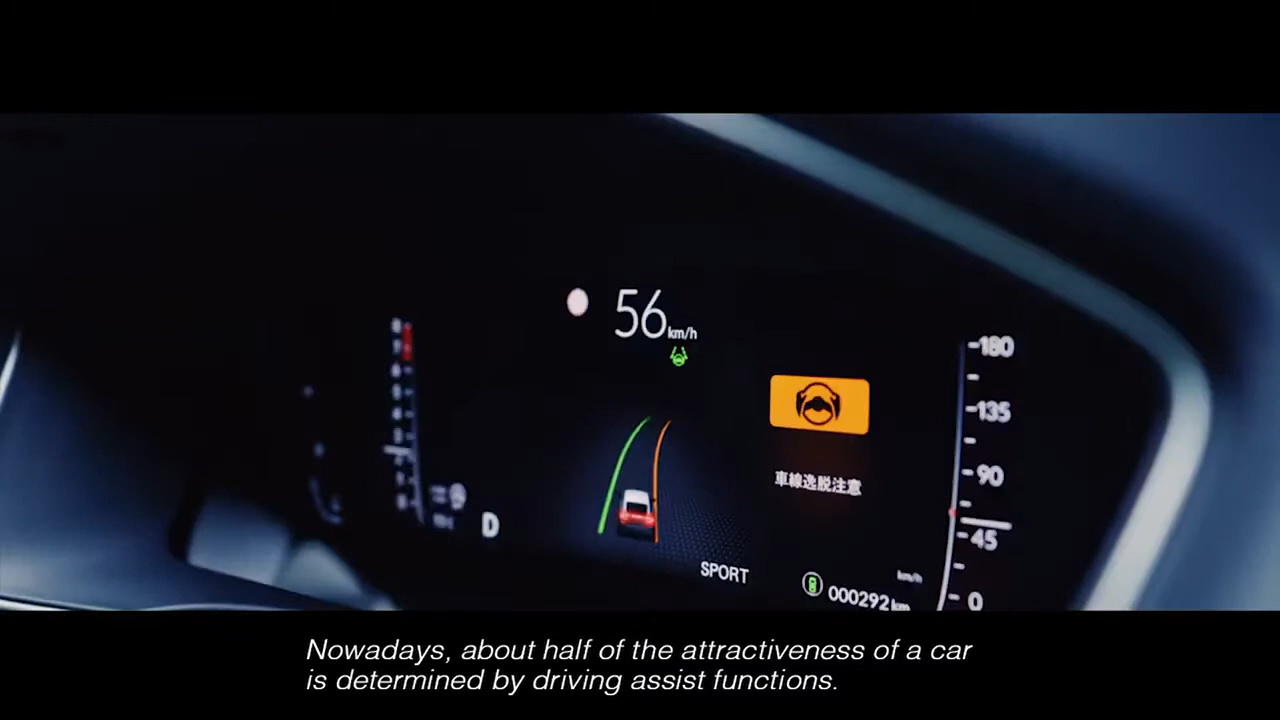 56 km/h
180
135
車線逸脱注意
90
D
45
SPORT
km/h
000292 km
0
Nowadays, about half of the attractiveness of a car
is determined by driving assist functions.